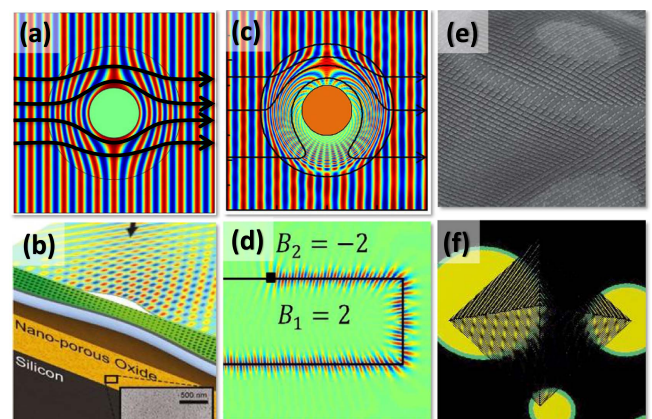 (a)
(c)
(e)
(b)
Nano-porous Oxide
Silicon
500 nm
(d)
B₂ = −2
B₁ = 2
(f)